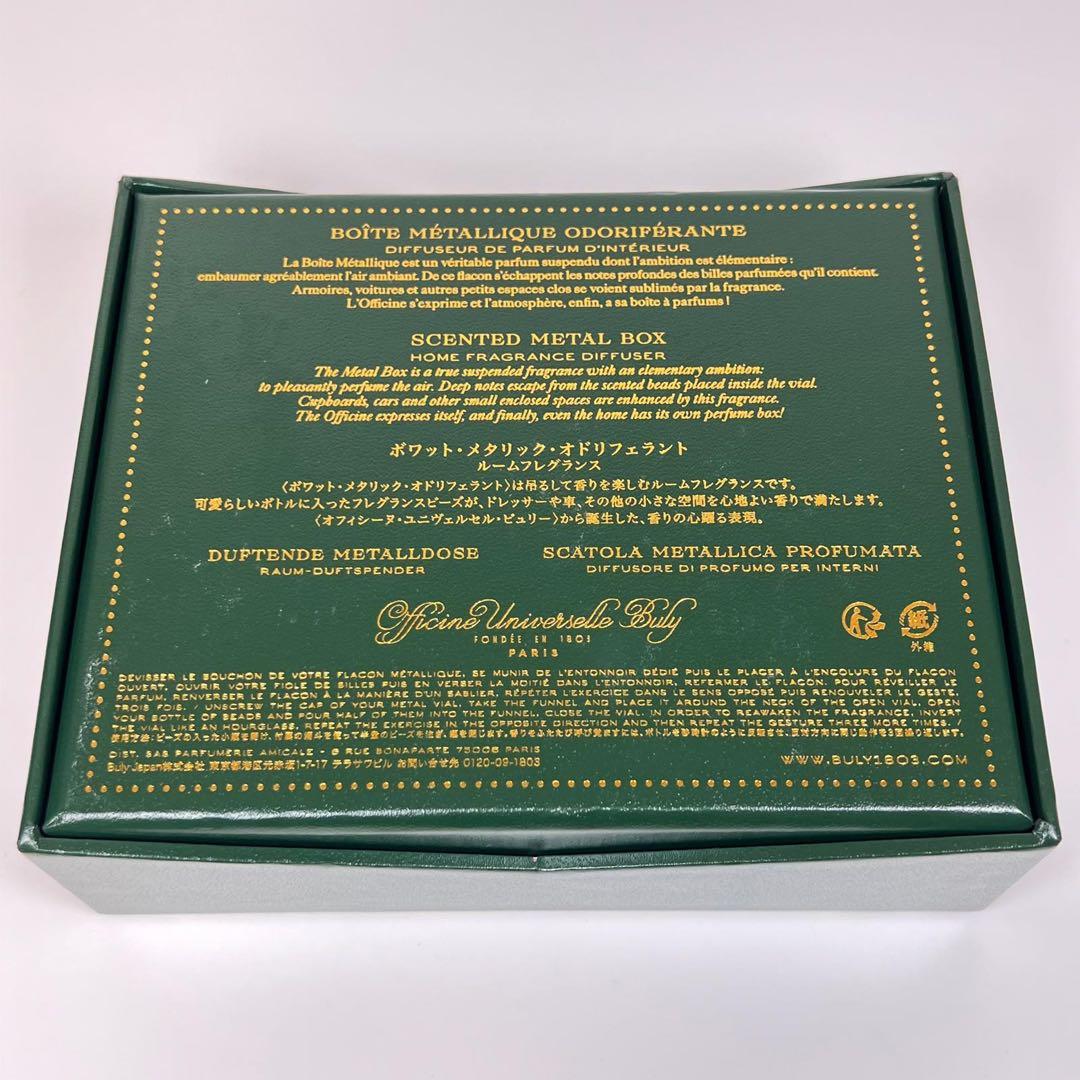 BOÎTE MÉTALLIQUE ODORIFÉRANTE
DIFFUSEUR DE PARFUM D'INTÉRIEUR
La Boîte Métallique est un véritable parfum suspendu dont l'ambition est élémentaire :
embaumer agréablement l'air ambiant. De ce flacon s'échappent les notes profondes des billes parfumées qu'il contient.
Armoires, voitures et autres petits espaces clos se voient sublimés par la fragrance.
L'Officine s'exprime et l'atmosphère, enfin, a sa boîte à parfums !
SCENTED METAL BOX
HOME FRAGRANCE DIFFUSER
The Metal Box is a true suspended fragrance with an elementary ambition:
to pleasantly perfume the air. Deep notes escape from the scented beads placed inside the vial.
Cupboards, cars and other small enclosed spaces are enhanced by this fragrance.
The Officine expresses itself, and finally, even the home has its own perfume box!
ボワット・メタリック・オドリフェラント
ルームフレグランス
〈ボワット・メタリック・オドリフェラント〉は吊るして香りを楽しむルームフレグランスです。
可愛らしいボトルに入ったフレグランスビーズが、ドレッサーや車、その他の小さな空間を心地よい香りで満たします。
〈オフィシーヌ・ユニヴェルセル・ビュリー〉から誕生した、香りの心躍る表現。
DUFTENDE METALLDOSE
RAUM-DUFTSPENDER
SCATOLA METALLICA PROFUMATA
DIFFUSORE DI PROFUMO PER INTERNI
Officine Universelle Buly
FONDÉE EN 1803
PARIS
紙
外箱
DEVISSER LE BOUCHON DE VOTRE FLACON MÉTALLIQUE, SE MUNIR DE L'ENTONNOIR DÉDIÉ PUIS LE PLACER À L'ENCOLURE DU FLACON
OUVERT. OUVRIR VOTRE FIOLE DE BILLES PUIS EN VERSER LA MOITIÉ DANS L'ENTONNOIR. REFERMER LE FLACON. POUR RÉVEILLER LE
PARFUM, RENVERSER LE FLACON À LA MANIÈRE D'UN SABLIER, RÉPÉTER L'EXERCICE DANS LE SENS OPPOSÉ PUIS RENOUVELER LE GESTE
TROIS FOIS. / UNSCREW THE CAP OF YOUR METAL VIAL, TAKE THE FUNNEL AND PLACE IT AROUND THE NECK OF THE OPEN VIAL. OPEN
YOUR BOTTLE OF BEADS AND POUR HALF OF THEM INTO THE FUNNEL. CLOSE THE VIAL. IN ORDER TO REAWAKEN THE FRAGRANCE, INVERT
THE VIAL LIKE AN HOURGLASS, REPEAT THE EXERCISE IN THE OPPOSITE DIRECTION AND THEN REPEAT THE GESTURE THREE MORE TIMES. /
DIST. SAS PARFUMERIE AMICALE - 6 RUE BONAPARTE 75006 PARIS
Buly Japan株式会社 東京都港区元赤坂1-7-17 テラサワビル お問い合せ先 0120-09-1803
WWW.BULY1803.COM